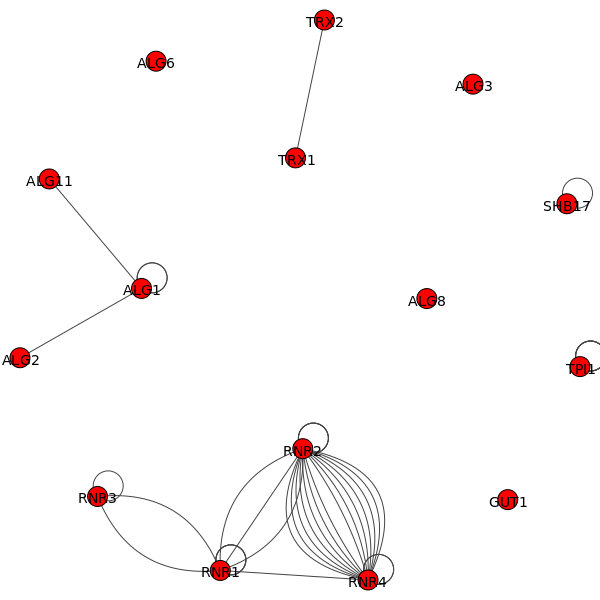 TRX2
ALG6
ALG3
TRX1
ALG11
SHB17
ALG1
ALG8
ALG2
TPI1
RNR2
RNR3
GUT1
RNR1
RNR4